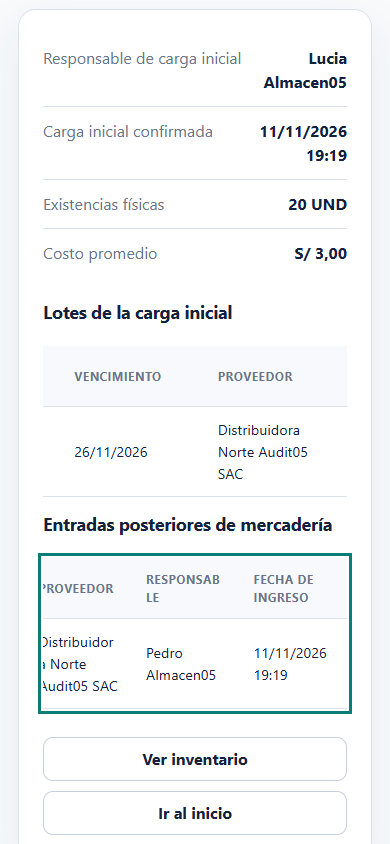 Responsable de carga inicial Lucia
Almacen05
Carga inicial confirmada 11/11/2026
19:19
Existencias físicas 20 UND
Costo promedio S/ 3,00
Lotes de la carga inicial
VENCIMIENTO PROVEEDOR
26/11/2026 Distribuidora
Norte Audit05
SAC
Entradas posteriores de mercadería
PROVEEDOR RESPONSAB
LE FECHA DE
INGRESO
Distribuidor
a Norte
Audit05 SAC
Pedro
Almacen05
11/11/2026
19:19
Ver inventario
Ir al inicio